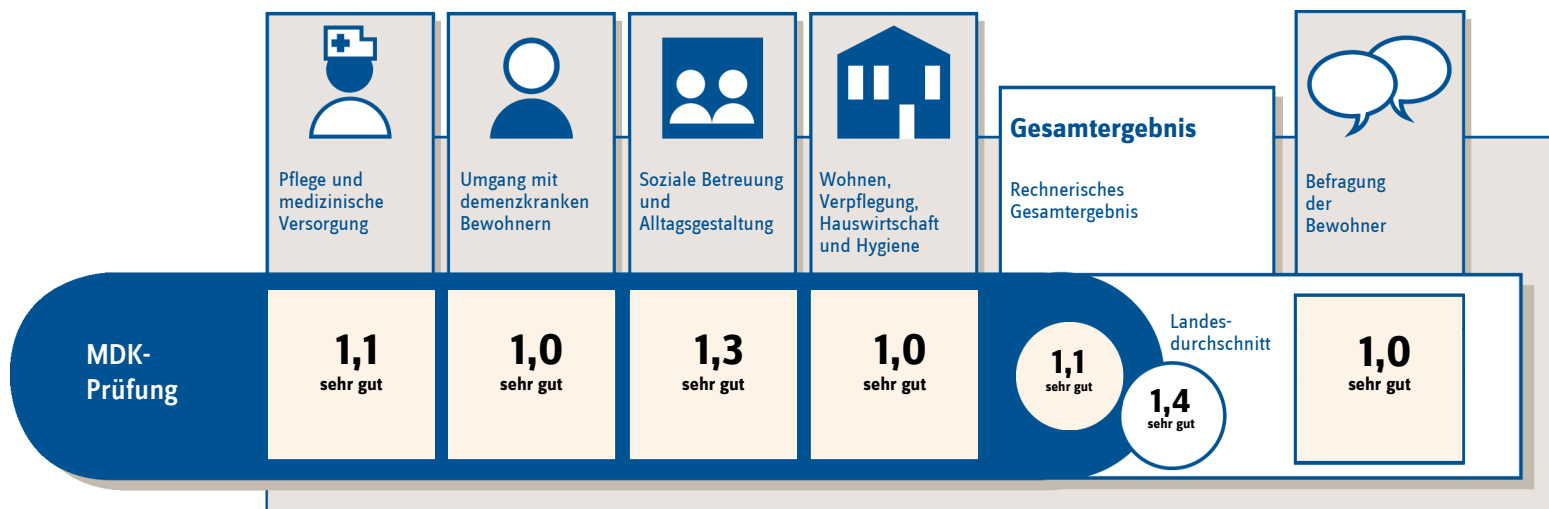 Pflege und
medizinische
Versorgung
Umgang mit
demenzkranken
Bewohnern
Soziale Betreuung
und
Alltagsgestaltung
Wohnen,
Verpflegung,
Hauswirtschaft
und Hygiene
Gesamtergebnis
Rechnerisches
Gesamtergebnis
Befragung
der
Bewohner
MDK-
Prüfung
1,1
sehr gut
1,0
sehr gut
1,3
sehr gut
1,0
sehr gut
1,1
sehr gut
Landes-
durchschnitt
1,4
sehr gut
1,0
sehr gut